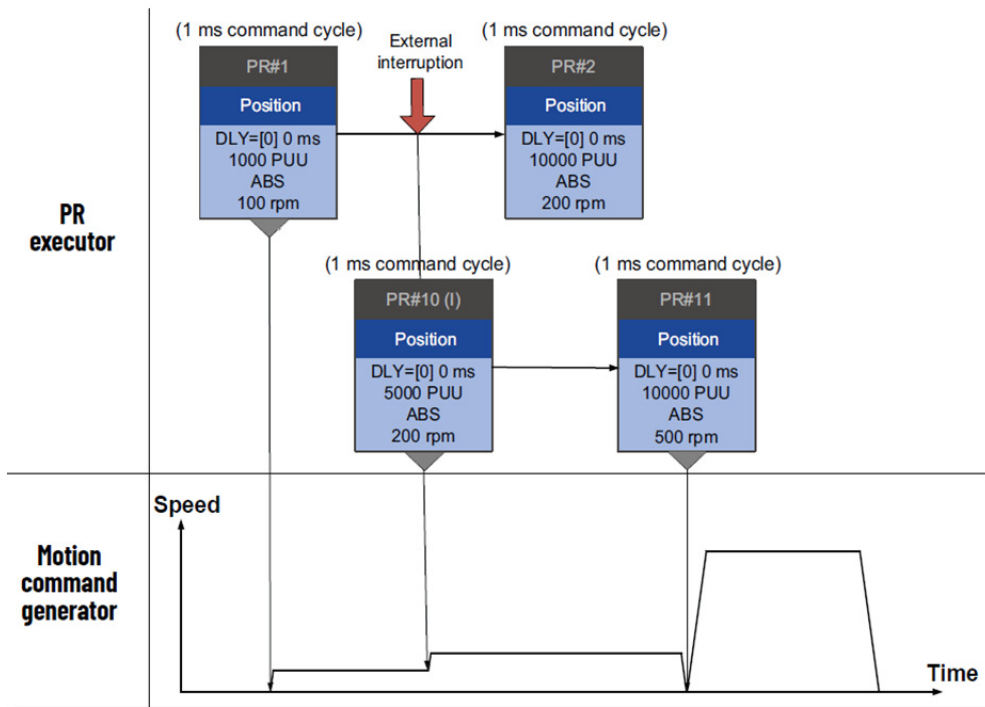 (1 ms command cycle)
External
interruption
(1 ms command cycle)
PR#1
Position
DLY=[0] 0 ms
1000 PUU
ABS
100 rpm
PR#2
Position
DLY=[0] 0 ms
10000 PUU
ABS
200 rpm
PR
executor
(1 ms command cycle)
(1 ms command cycle)
PR#10 (I)
Position
DLY=[0] 0 ms
5000 PUU
ABS
200 rpm
PR#11
Position
DLY=[0] 0 ms
10000 PUU
ABS
500 rpm
Speed
Motion
command
generator
Time